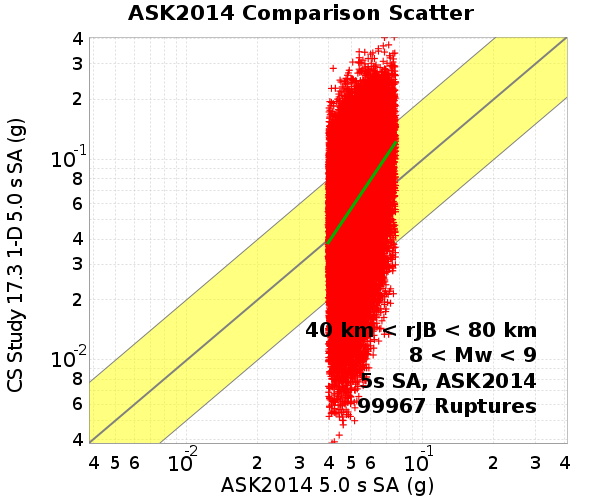 ASK2014 Comparison Scatter
CS Study 17.3 1-D 5.0 s SA (g)
4
3
2
10-1
8
6
4
3
2
10-2
8
6
4
40 km < rJB < 80 km
8 < Mw < 9
5s SA, ASK2014
99967 Ruptures
4 5 6 10-2 2 3 4 5 6 10-1 2 3 4
ASK2014 5.0 s SA (g)